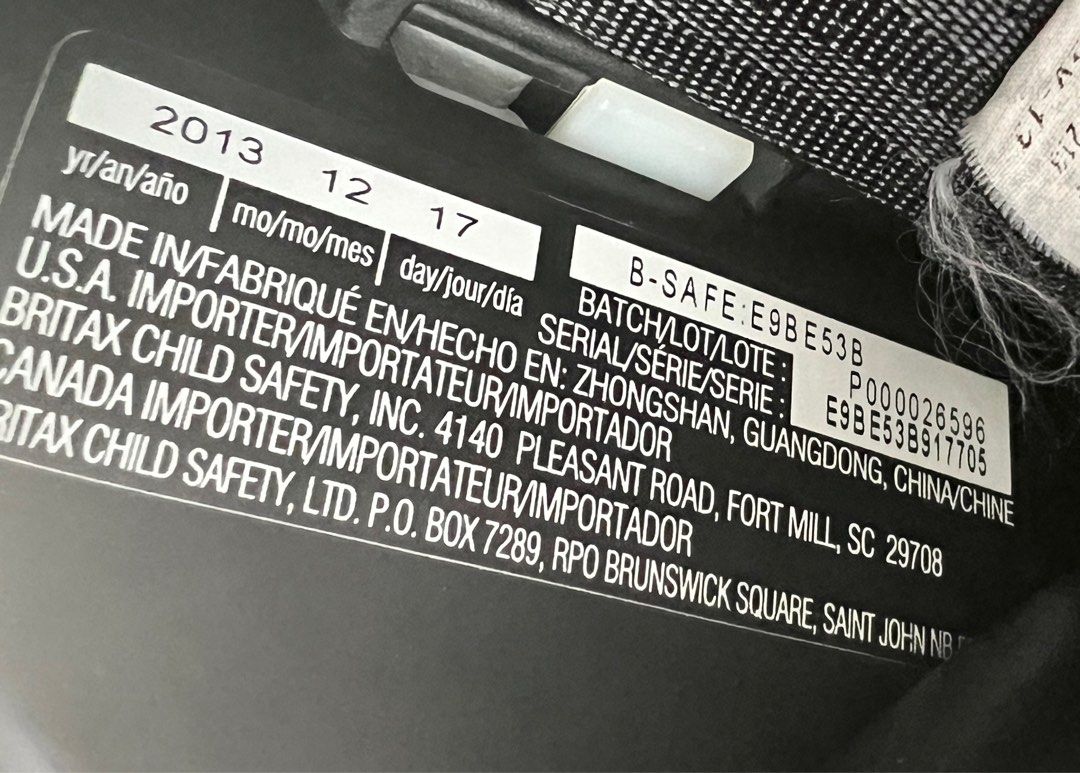 2013 12 17
yr/an/año mo/mo/mes day/jour/día
B-SAFE:E9BE53B
BATCH/LOT/LOTE : P000026596
SERIAL/SÉRIE/SERIE : E9BE53B917705
MADE IN/FABRIQUÉ EN/HECHO EN: ZHONGSHAN, GUANGDONG, CHINA/CHINE
U.S.A. IMPORTER/IMPORTATEUR/IMPORTADOR
BRITAX CHILD SAFETY, INC. 4140 PLEASANT ROAD, FORT MILL, SC 29708
CANADA IMPORTER/IMPORTATEUR/IMPORTADOR
BRITAX CHILD SAFETY, LTD. P.O. BOX 7289, RPO BRUNSWICK SQUARE, SAINT JOHN NB